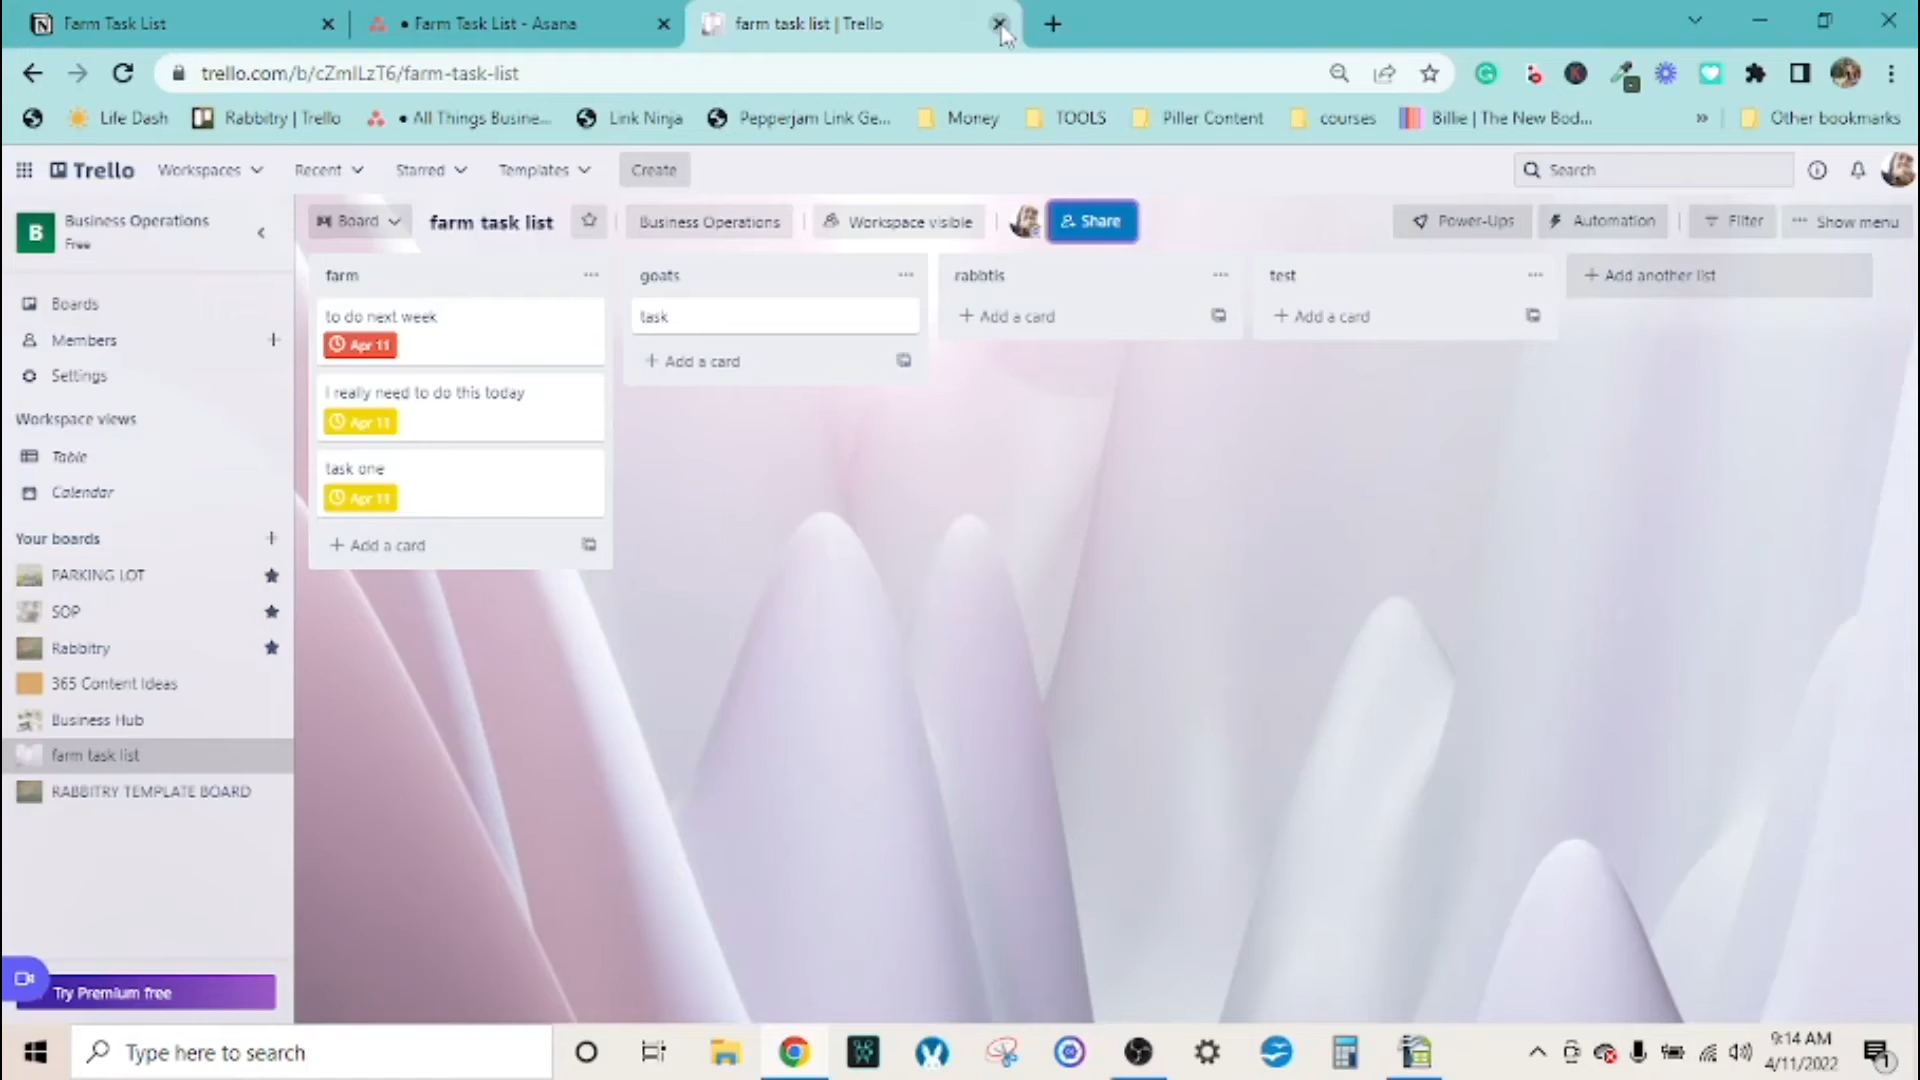 Farm Task List
• Farm Task List - Asana
farm task list | Trello
trello.com/b/cZmILzT6/farm-task-list
Life Dash
Rabbitry | Trello
• All Things Busine...
Link Ninja
Pepperjam Link Ge...
Money
TOOLS
Piller Content
courses
Billie | The New Bod...
»
Other bookmarks
Trello
Workspaces
Recent
Starred
Templates
Create
Search
B
Business Operations
Free
Board
farm task list
Business Operations
Workspace visible
Share
Power-Ups
Automation
Filter
Show menu
Boards
Members
Settings
Workspace views
Table
Calendar
Your boards
PARKING LOT
SOP
Rabbitry
365 Content Ideas
Business Hub
farm task list
RABBITRY TEMPLATE BOARD
Try Premium free
farm
to do next week
Apr 11
I really need to do this today
Apr 11
task one
Apr 11
+ Add a card
goats
task
+ Add a card
rabbtis
+ Add a card
test
+ Add a card
+ Add another list
Type here to search
9:14 AM
4/11/2022
1